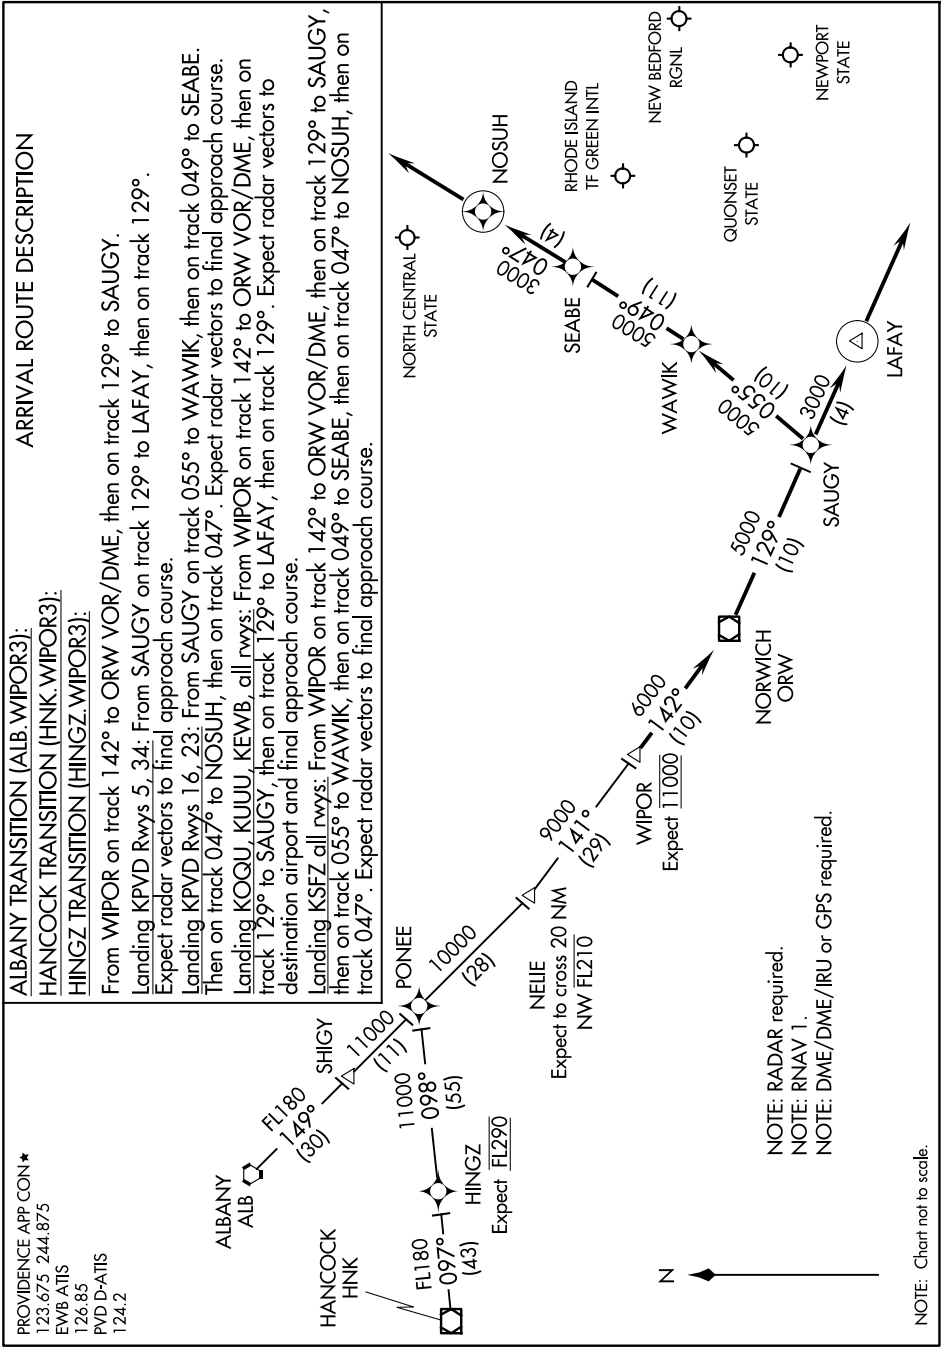 ALBANY TRANSITION (ALB.WIPOR3):
ARRIVAL ROUTE DESCRIPTION
HANCOCK TRANSITION (HNK.WIPOR3):
HINGZ TRANSITION (HINGZ.WIPOR3):
From WIPOR on track 142° to ORW VOR/DME, then on track 129° to SAUGY.
Landing KPVD Rwys 5, 34: From SAUGY on track 129° to LAFAY, then on track 129°.
Expect radar vectors to final approach course.
Landing KPVD Rwys 16, 23: From SAUGY on track 055° to WAWIK, then on track 049° to SEABE.
Then on track 047° to NOSUH, then on track 047°. Expect radar vectors to final approach course.
Landing KOQU, KUUU, KEWB, all rwys: From WIPOR on track 142° to ORW VOR/DME, then on
track 129° to SAUGY, then on track 129° to LAFAY, then on track 129°. Expect radar vectors to
destination airport and final approach course.
Landing KSFZ all rwys: From WIPOR on track 142° to ORW VOR/DME, then on track 129° to SAUGY,
then on track 055° to WAWIK, then on track 049° to SEABE, then on track 047° to NOSUH, then on
track 047°. Expect radar vectors to final approach course.
PROVIDENCE APP CON★
123.675 244.875
EWB ATIS
126.85
PVD D-ATIS
124.2
ALBANY
ALB
FL180
149°
(30)
SHIGY
11000
(11)
HANCOCK
HNK
FL180
097°
(43)
HINGZ
Expect FL290
11000
098°
(55)
PONEE
10000
(28)
NELIE
Expect to cross 20 NM
NW FL210
9000
141°
(29)
WIPOR
Expect 11000
6000
142°
(10)
NORWICH
ORW
5000
129°
(10)
SAUGY
3000
(4)
LAFAY
5000
055°
(10)
WAWIK
5000
049°
(11)
SEABE
3000
047°
(4)
NOSUH
NORTH CENTRAL
STATE
RHODE ISLAND
TF GREEN INTL
NEW BEDFORD
RGNL
QUONSET
STATE
NEWPORT
STATE
N
NOTE: RADAR required.
NOTE: RNAV 1.
NOTE: DME/DME/IRU or GPS required.
NOTE: Chart not to scale.